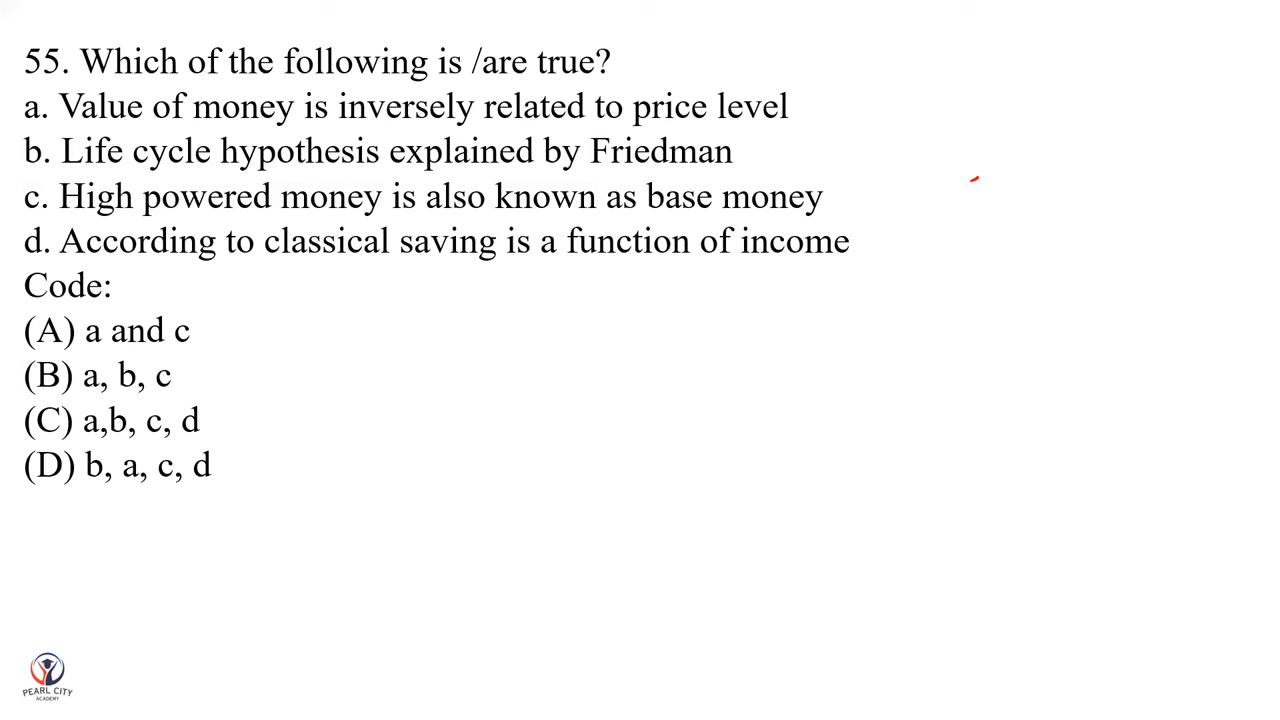 55. Which of the following is /are true?
a. Value of money is inversely related to price level
b. Life cycle hypothesis explained by Friedman
c. High powered money is also known as base money
d. According to classical saving is a function of income
Code:
(A) a and c
(B) a, b, c
(C) a,b, c, d
(D) b, a, c, d
PEARL CITY
ACADEMY